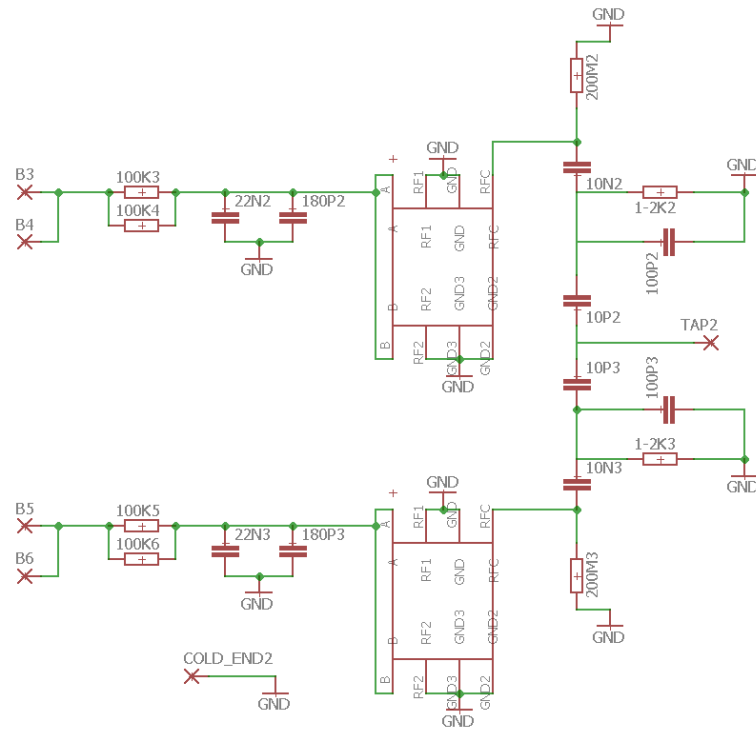 GND
200M2
B3
100K3
100K4
B4
22N2
180P2
GND
+
GND
A
A
RF1
RF1
GND
GND
RFC
RFC
RF2
RF2
GND3
GND3
GND2
GND2
B
B
GND
10N2
GND
1-2K2
100P2
10P2
TAP2
10P3
100P3
1-2K3
GND
10N3
B5
100K5
100K6
B6
22N3
180P3
GND
+
GND
A
A
RF1
RF1
GND
GND3
RFC
RFC
RF2
RF2
GND3
GND
GND2
GND2
B
B
GND
200M3
GND
COLD_END2
GND